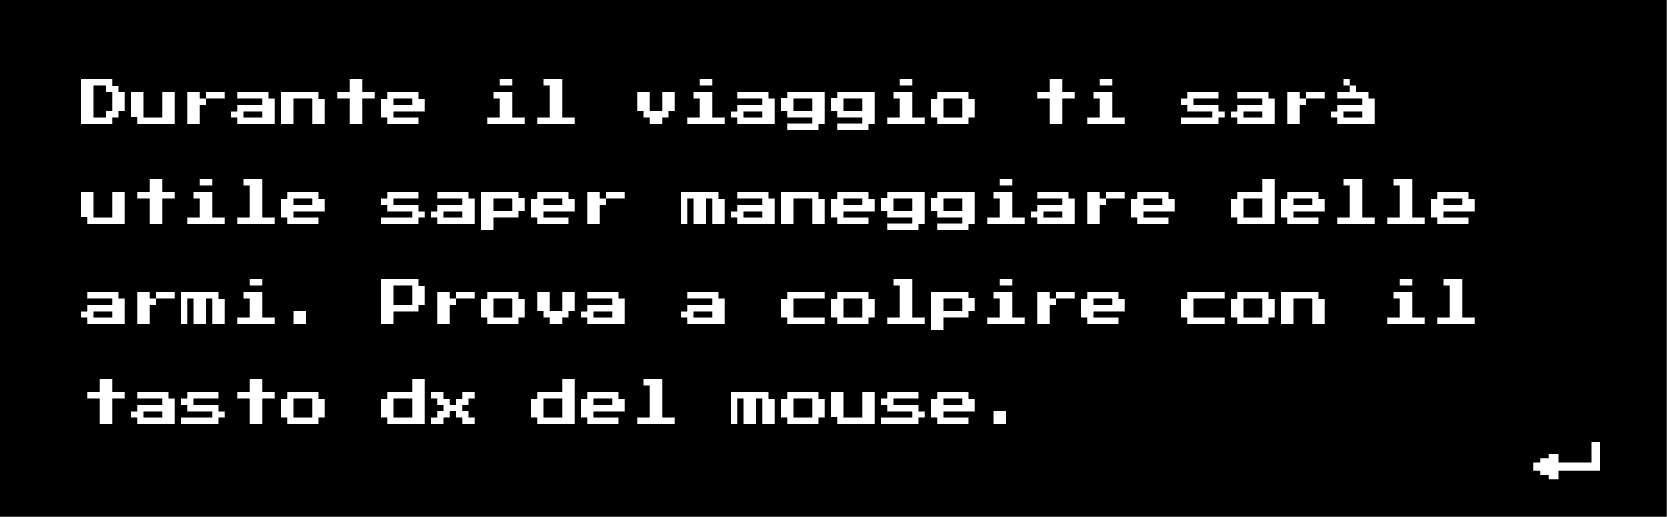 Durante il viaggio ti sarà
utile saper maneggiare delle
armi. Prova a colpire con il
tasto dx del mouse.